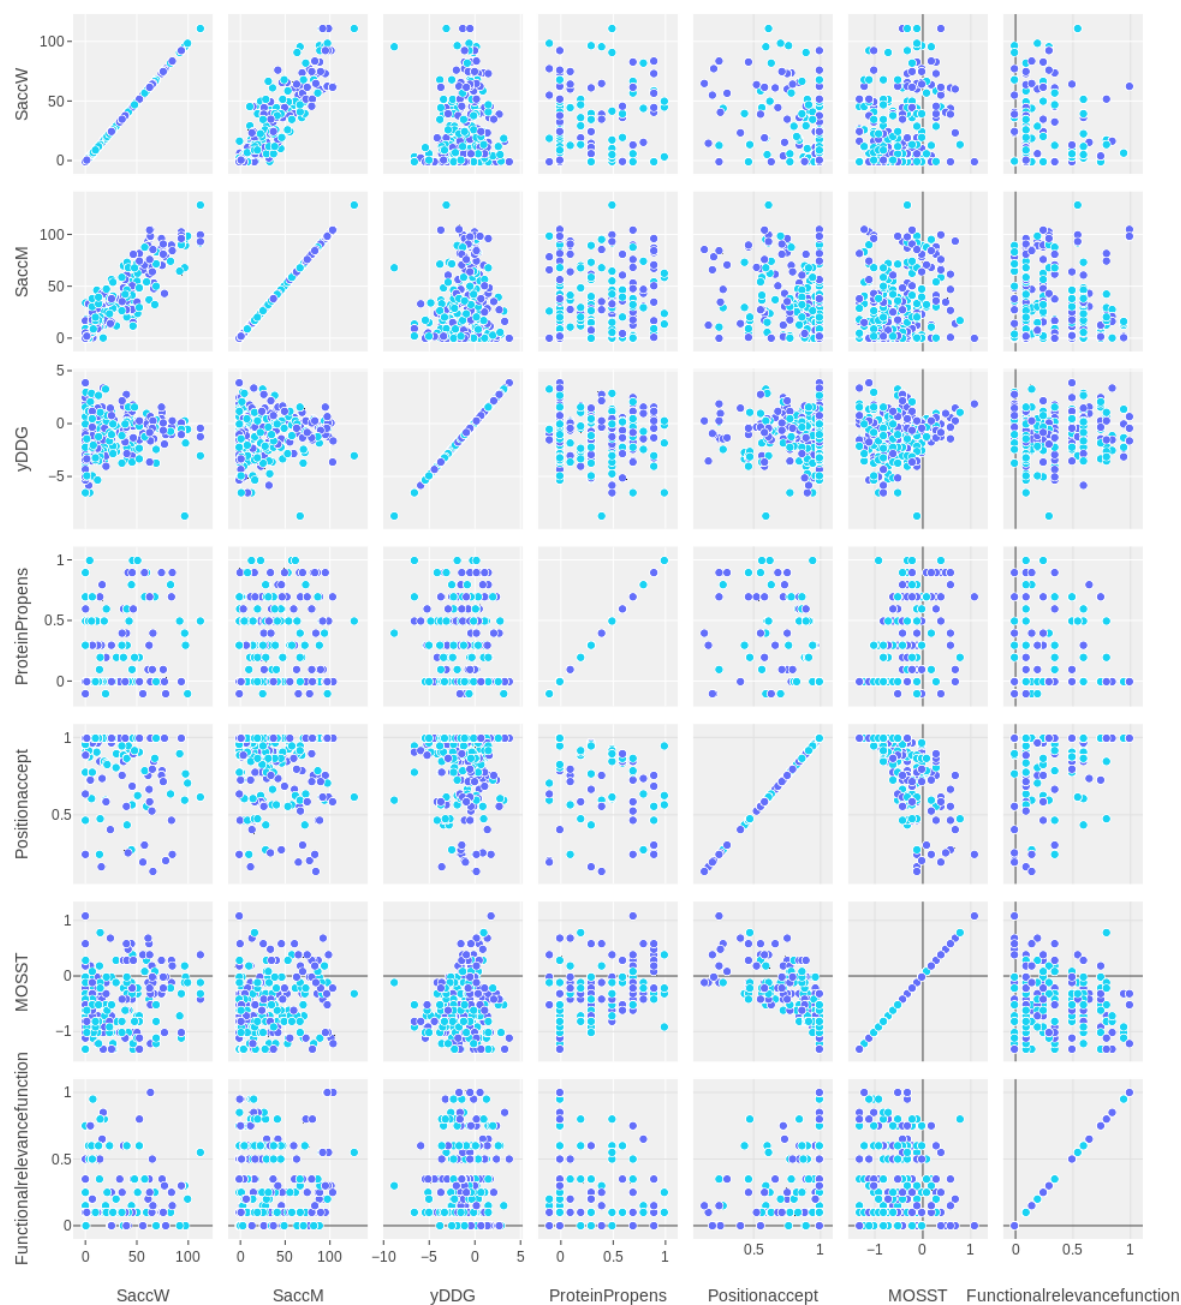 SaccW
100
50
0
SaccM
100
50
0
yDDG
5
0
−5
ProteinPropens
1
0.5
0
Positionaccept
1
0.5
MOSST
1
0
−1
Functionalrelevancefunction
1
0.5
0
0 50 100 0 50 100 −10 −5 0 5 0 0.5 1 0.5 1 −1 0 1 0 0.5 1
SaccW SaccM yDDG ProteinPropens Positionaccept MOSST Functionalrelevancefunction